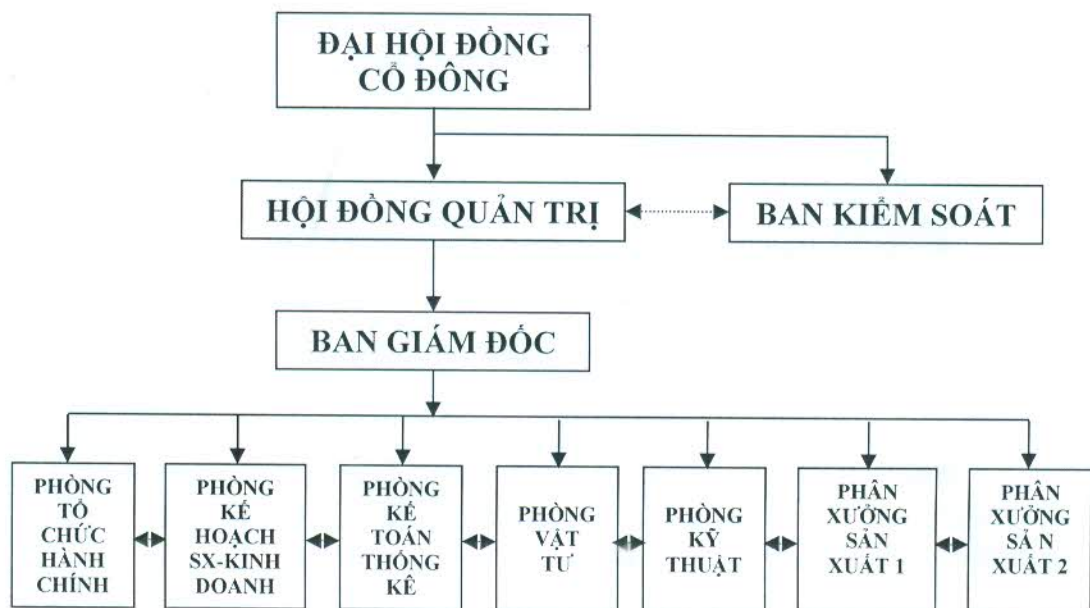 ĐẠI HỘI ĐỒNG
CỔ ĐÔNG
HỘI ĐỒNG QUẢN TRỊ
BAN KIỂM SOÁT
BAN GIÁM ĐỐC
PHÒNG
TỔ
CHỨC
HÀNH
CHÍNH
PHÒNG
KẾ
HOẠCH
SX-KINH
DOANH
PHÒNG
KẾ
TOÁN
THỐNG
KÊ
PHÒNG
VẬT
TƯ
PHÒNG
KỸ
THUẬT
PHÂN
XƯỞNG
SẢN
XUẤT 1
PHÂN
XƯỞNG
SẢ N
XUẤT 2